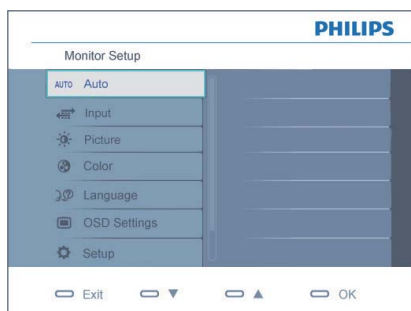 PHILIPS
Monitor Setup
AUTO Auto
Input
Picture
Color
Language
OSD Settings
Setup
Exit ▼ ▲ OK